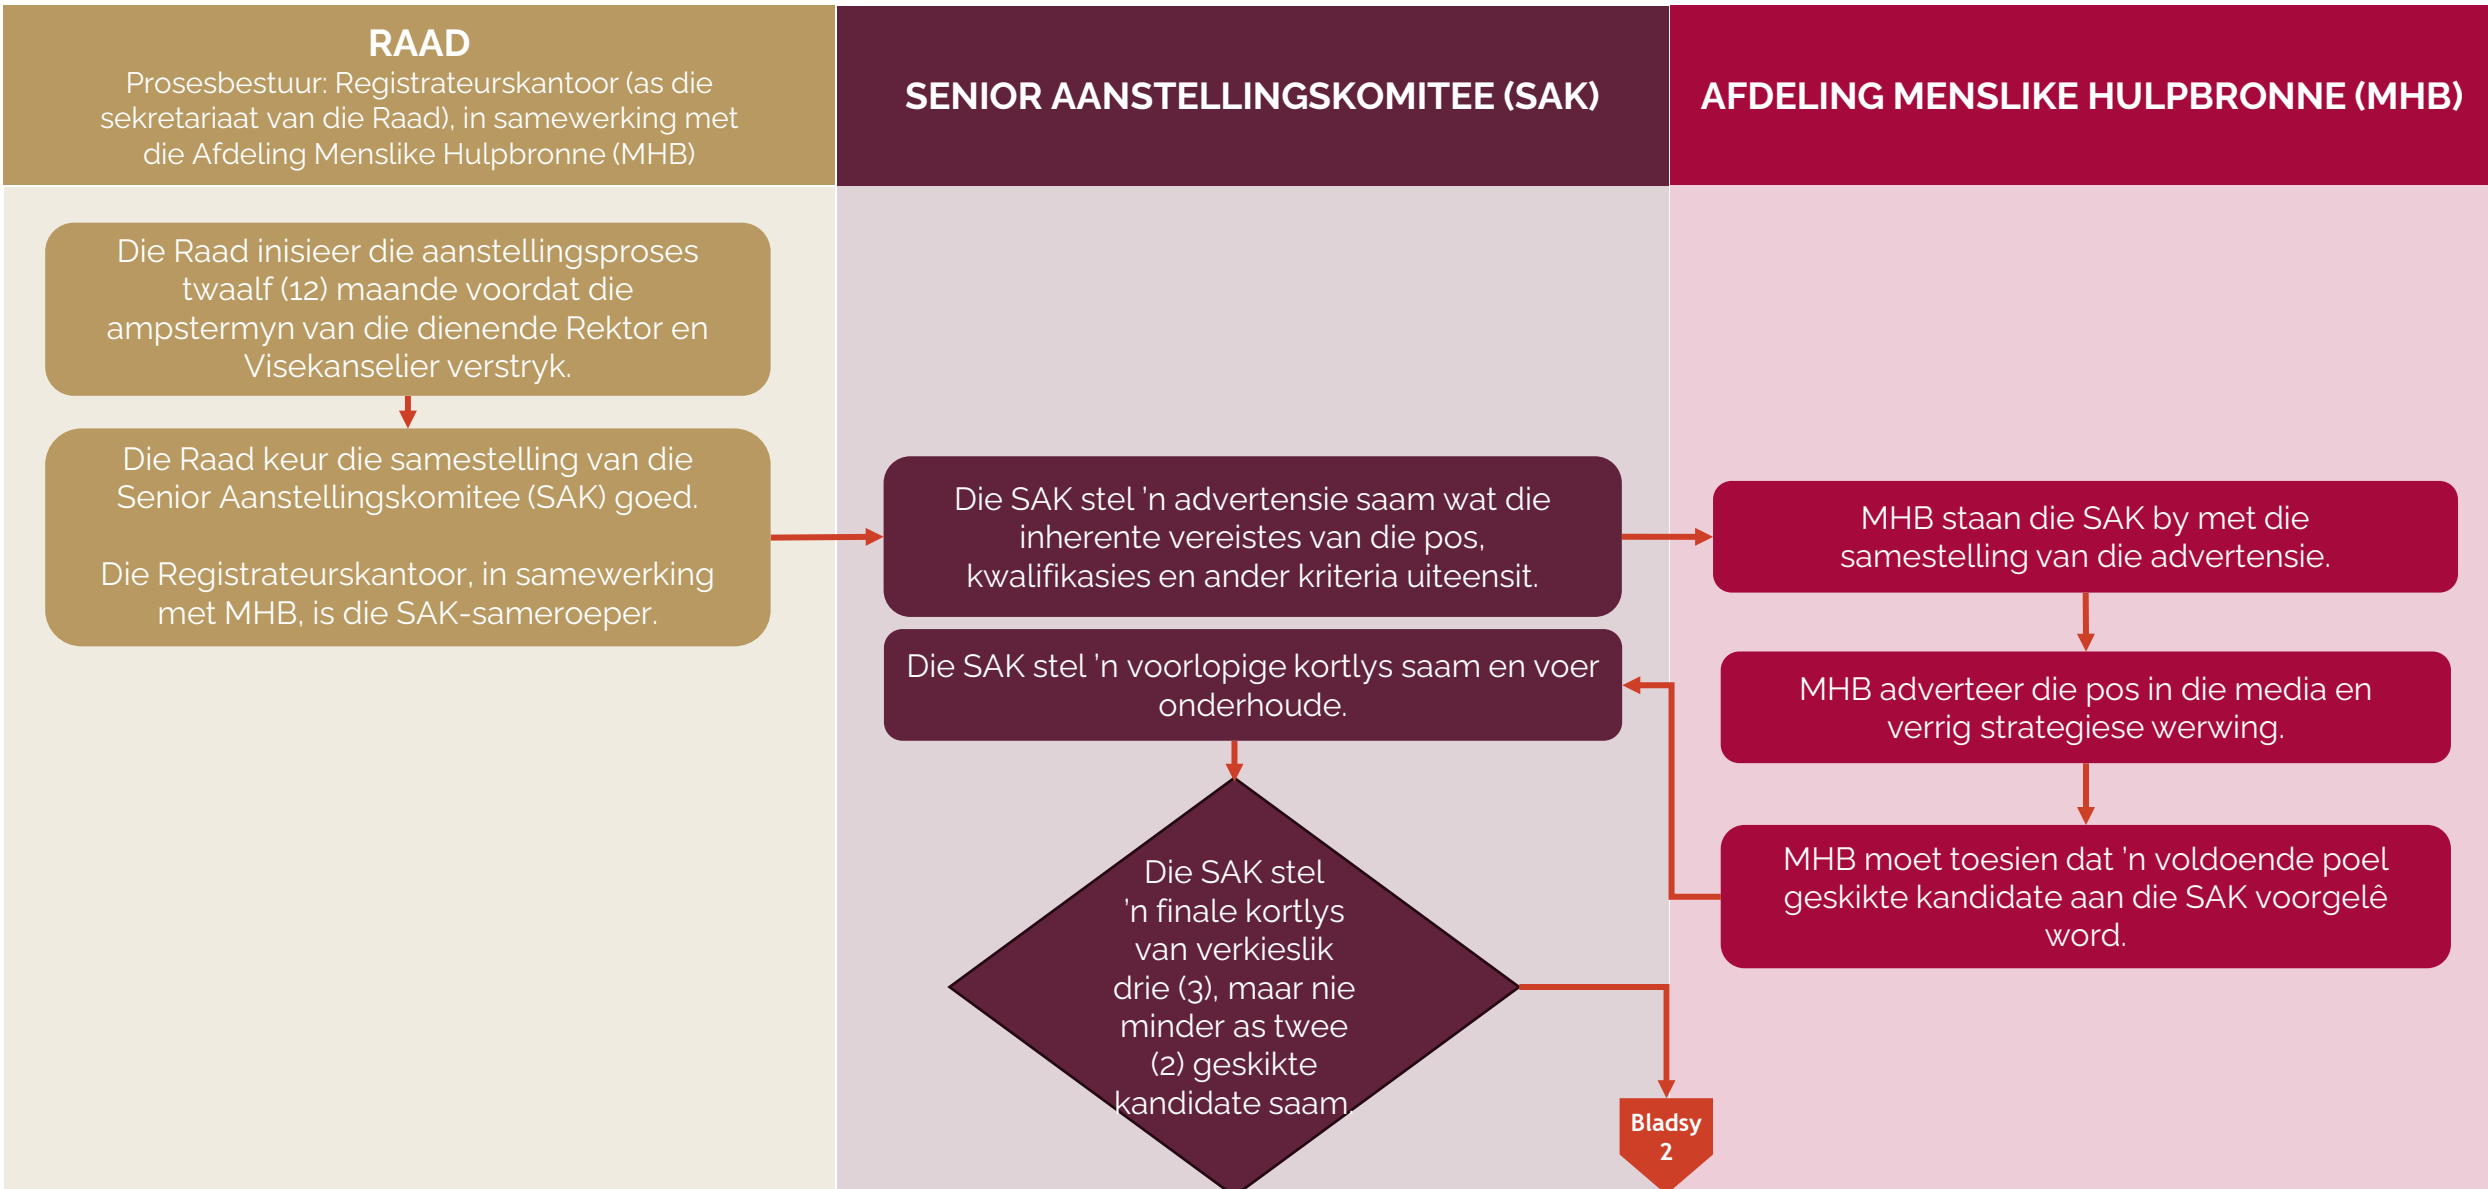 RAAD
Prosesbestuur: Registrateurskantoor (as die
sekretariaat van die Raad), in samewerking met
die Afdeling Menslike Hulpbronne (MHB)
SENIOR AANSTELLINGSKOMITEE (SAK)
AFDELING MENSLIKE HULPBRONNE (MHB)
Die Raad inisieer die aanstellingsproses
twaalf (12) maande voordat die
ampstermyn van die dienende Rektor en
Visekanselier verstryk.
Die Raad keur die samestelling van die
Senior Aanstellingskomitee (SAK) goed.
Die Registrateurskantoor, in samewerking
met MHB, is die SAK-sameroeper.
Die SAK stel ’n advertensie saam wat die
inherente vereistes van die pos,
kwalifikasies en ander kriteria uiteensit.
MHB staan die SAK by met die
samestelling van die advertensie.
MHB adverteer die pos in die media en
verrig strategiese werwing.
MHB moet toesien dat ’n voldoende poel
geskikte kandidate aan die SAK voorgelê
word.
Die SAK stel ’n voorlopige kortlys saam en voer
onderhoude.
Die SAK stel
’n finale kortlys
van verkieslik
drie (3), maar nie
minder as twee
(2) geskikte
kandidate saam.
Bladsy
2